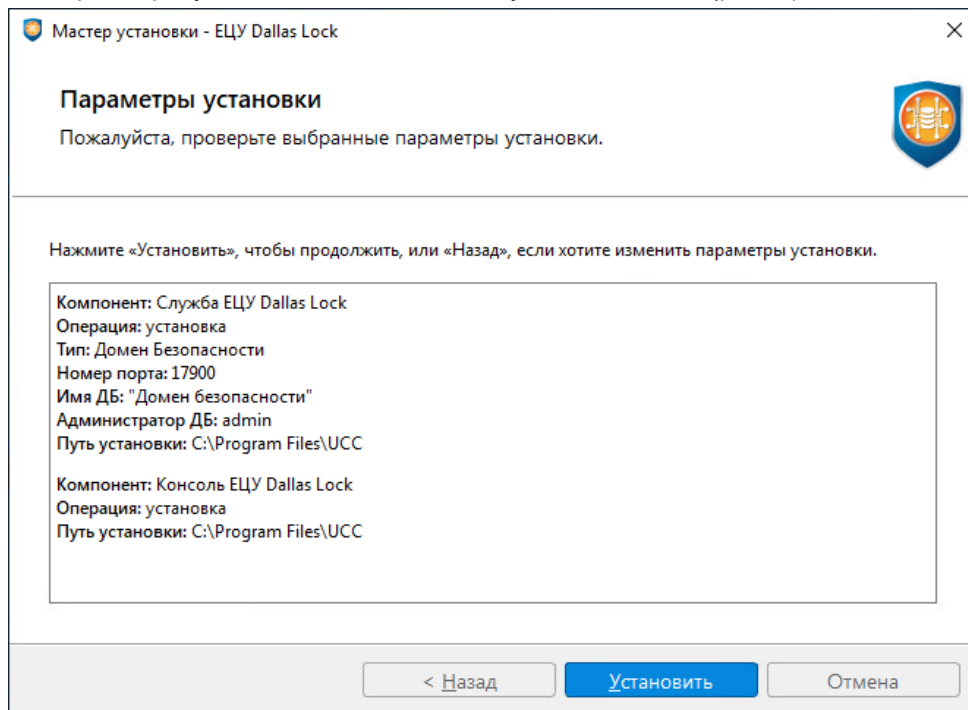 Мастер установки - ЕЦУ Dallas Lock
Параметры установки
Пожалуйста, проверьте выбранные параметры установки.
Нажмите «Установить», чтобы продолжить, или «Назад», если хотите изменить параметры установки.
Компонент: Служба ЕЦУ Dallas Lock
Операция: установка
Тип: Домен Безопасности
Номер порта: 17900
Имя ДБ: "Домен безопасности"
Администратор ДБ: admin
Путь установки: C:\Program Files\UCC
Компонент: Консоль ЕЦУ Dallas Lock
Операция: установка
Путь установки: C:\Program Files\UCC
< Назад Установить Отмена